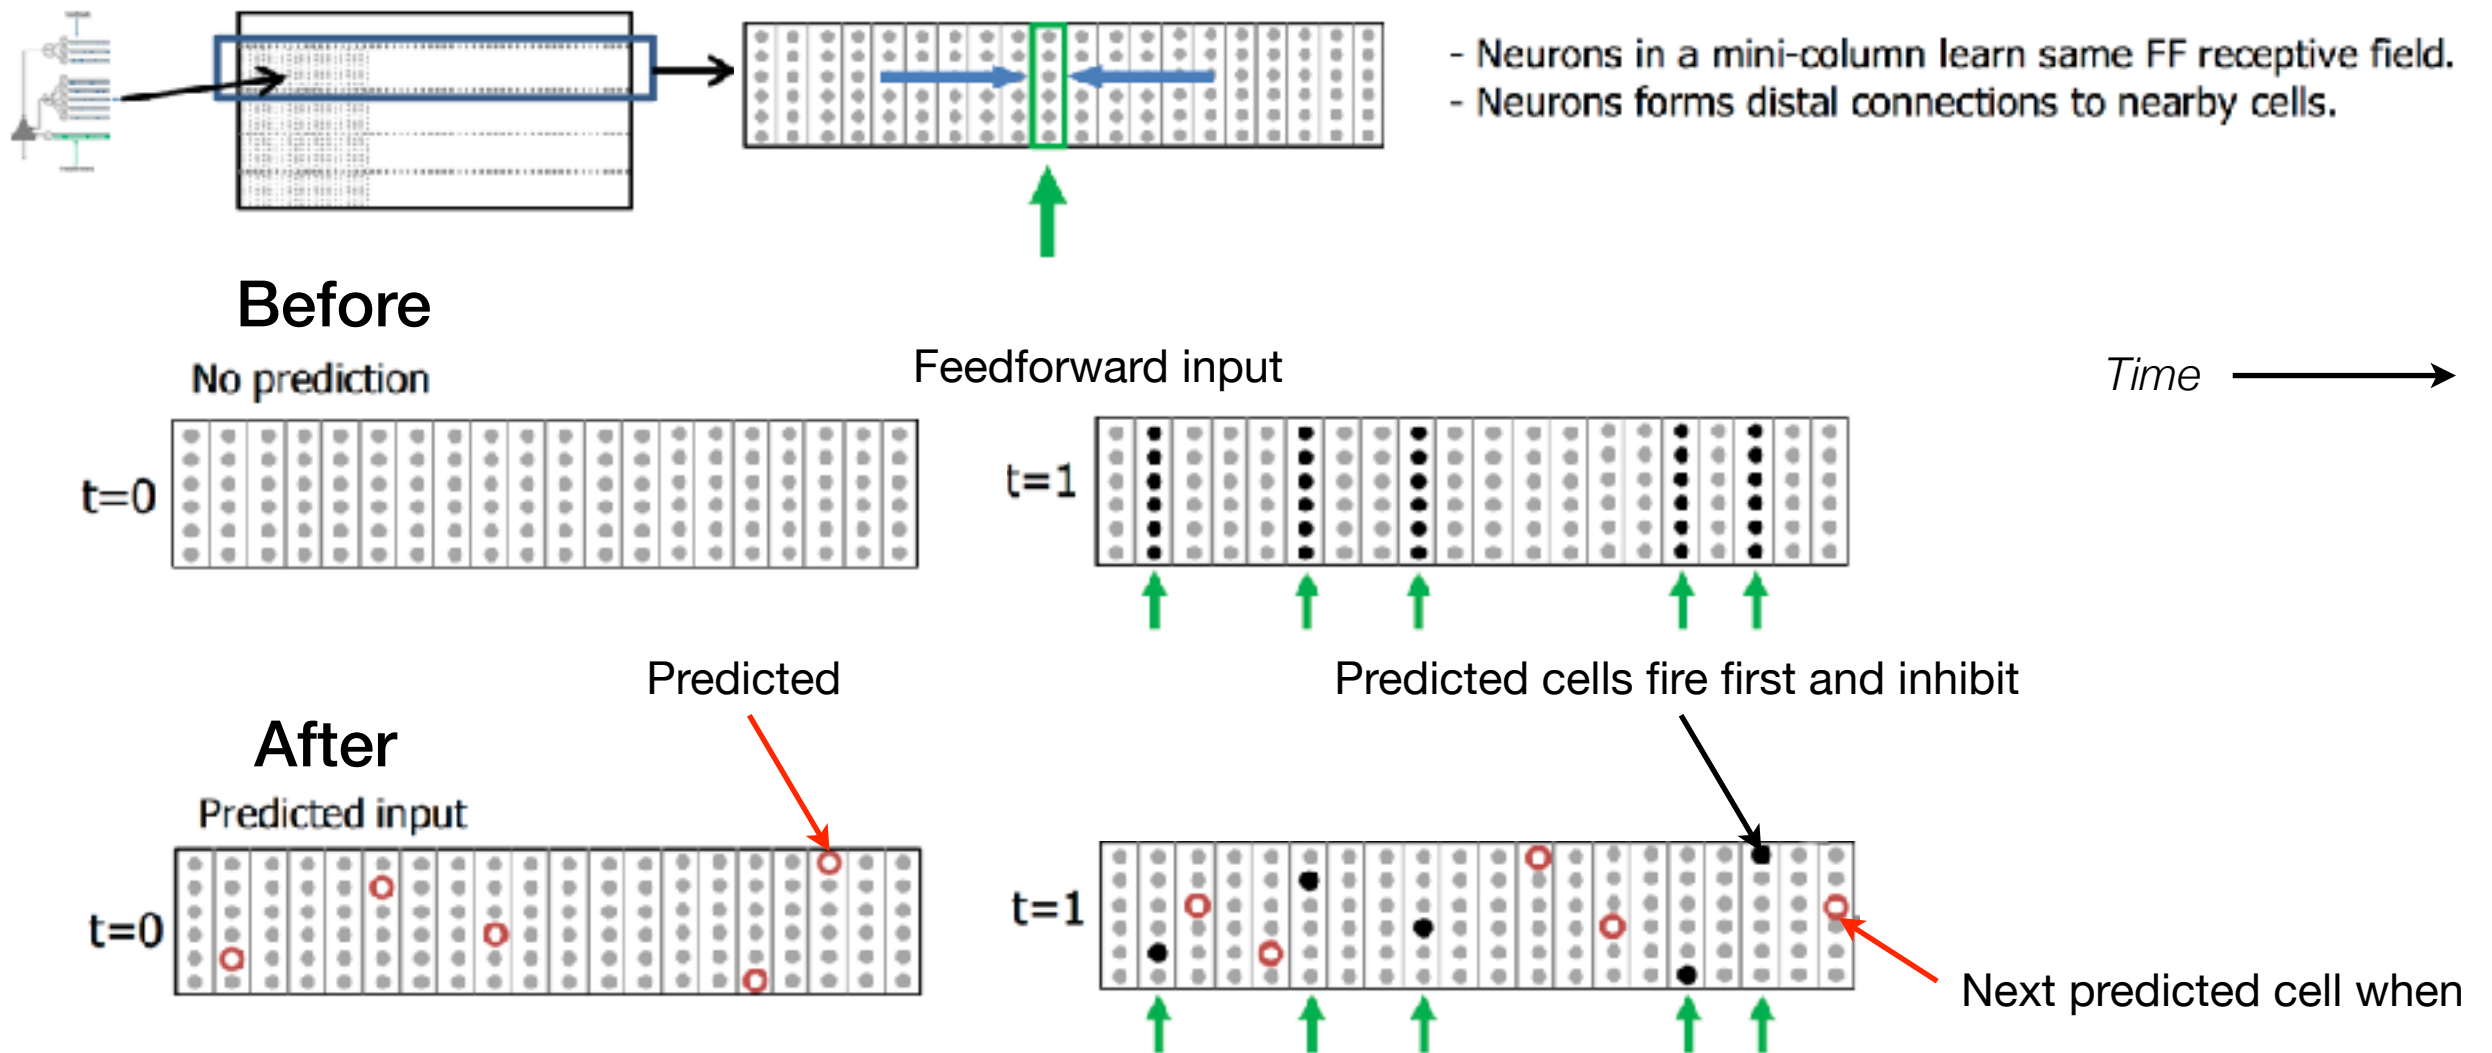 - Neurons in a mini-column learn same FF receptive field.
- Neurons forms distal connections to nearby cells.
Before
No prediction
Feedforward input
Time
t=0
t=1
Predicted
Predicted cells fire first and inhibit
After
Predicted input
t=0
t=1
Next predicted cell when